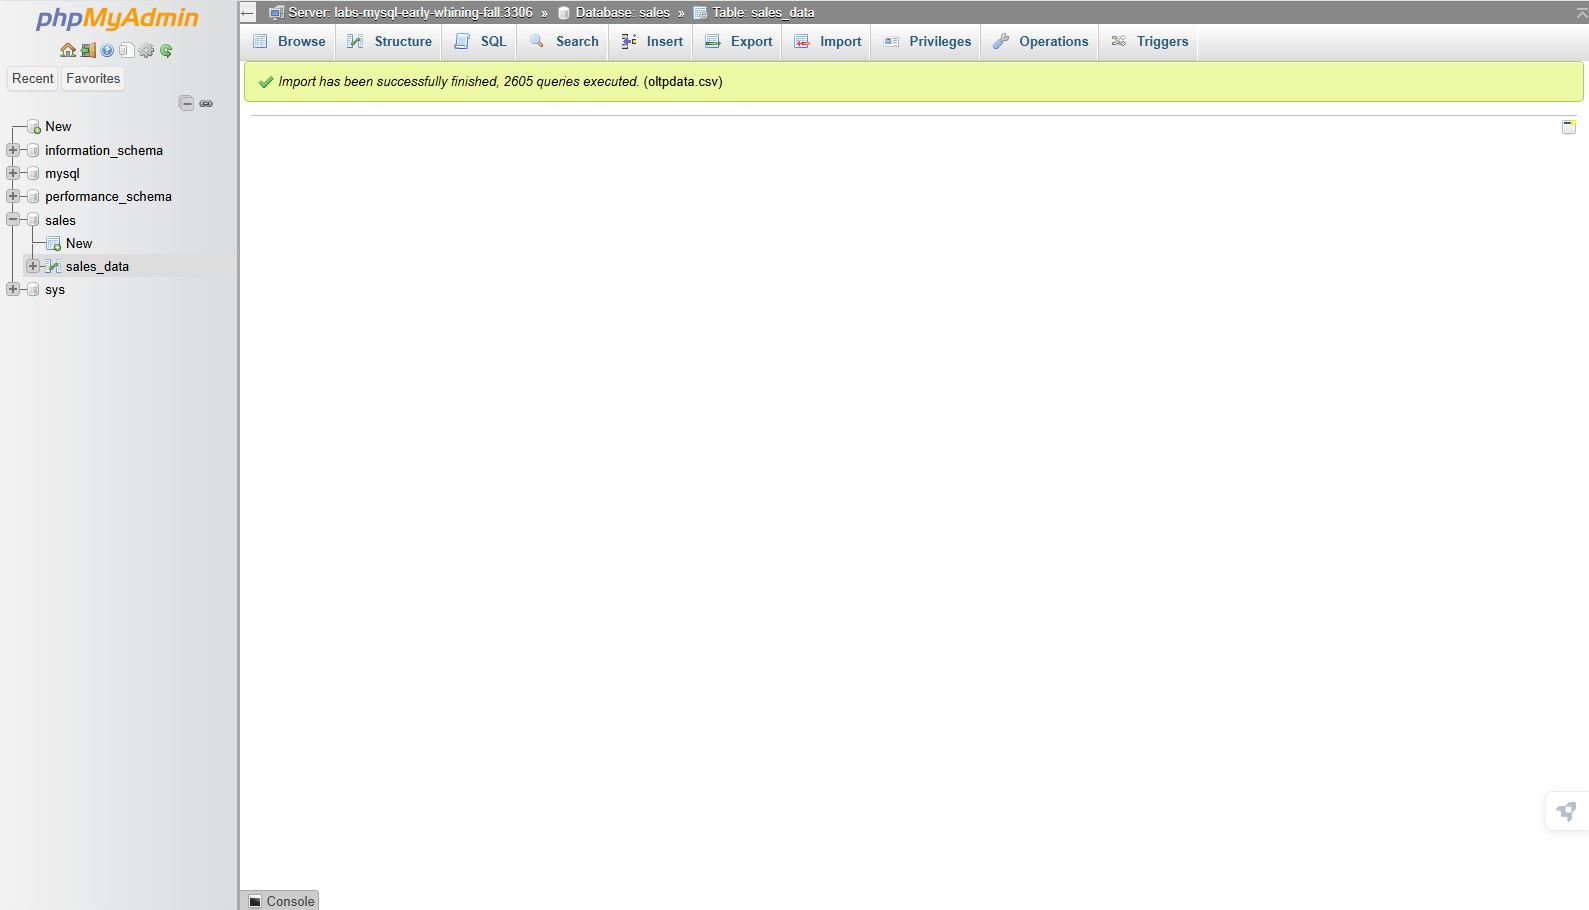 phpMyAdmin
Recent
Favorites
New
information_schema
mysql
performance_schema
sales
New
sales_data
sys
Server: labs-mysql-early-whining-fall:3306 » Database: sales » Table: sales_data
Browse
Structure
SQL
Search
Insert
Export
Import
Privileges
Operations
Triggers
Import has been successfully finished, 2605 queries executed. (oltpdata.csv)
Console